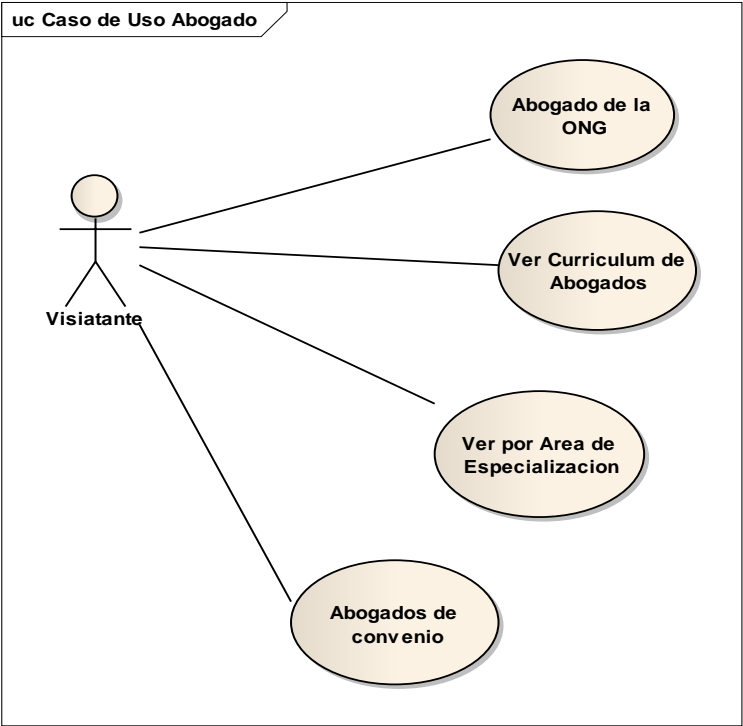 uc Caso de Uso Abogado
Abogado de la
ONG
Ver Curriculum de
Abogados
Visiatante
Ver por Area de
Especializacion
Abogados de
convenio